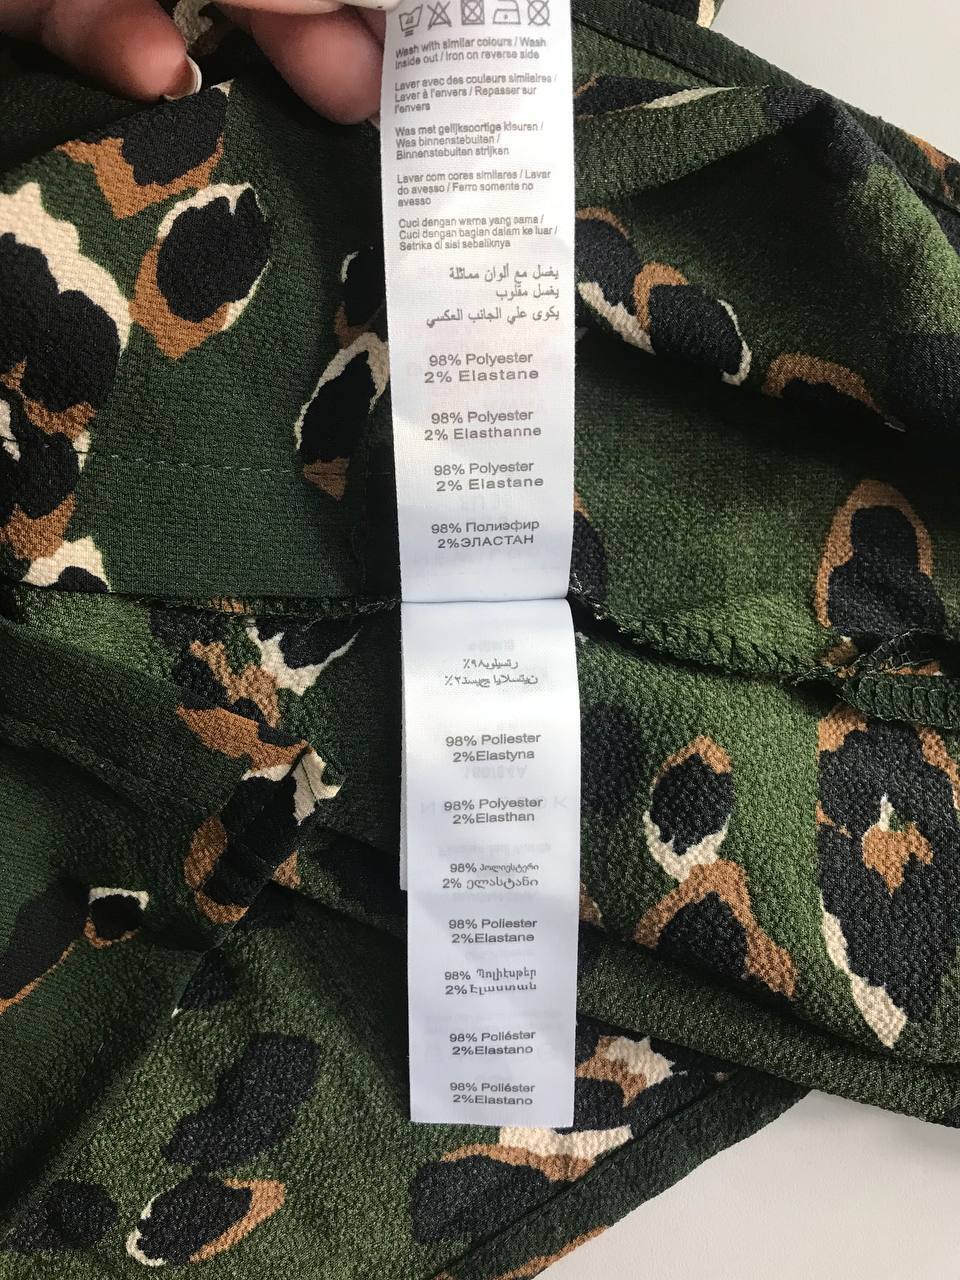 Wash with similar colours / Wash
inside out / Iron on reverse side
Laver avec des couleurs similaires /
Laver à l'envers / Repasser sur
l'envers
Was met gelijksoortige kleuren /
Was binnenstebuiten /
Binnenstebuiten strijken
Lavar com cores similares / Lavar
do avesso / Ferro somente no
avesso
Cuci dengan warna yang sama /
Cuci dengan bagian dalam ke luar /
Setrika di sisi sebaliknya
يغسل مع ألوان مماثلة
يغسل مقلوب
يكوى علي الجانب العكسي
98% Polyester
2% Elastane
98% Polyester
2% Elasthanne
98% Polyester
2% Elastane
98% Полиэфир
2%ЭЛАСТАН
98% Poliester
2%Elastyna
98% Polyester
2%Elasthan
98% პოლიესტერი
2% ელასტანი
98% Poliester
2%Elastane
98% Պոլիէսթեր
2%Էլաստան
98% Poliéster
2%Elastano
98% Poliéster
2%Elastano